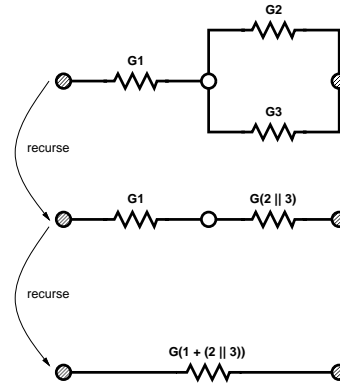 G2
G1
G3
recurse
G1
G(2 || 3)
recurse
G(1 + (2 || 3))